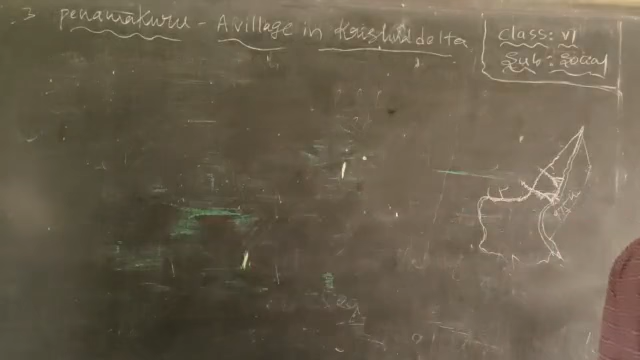 3 penamakuru - A village in Krishna delta
class: VI
Sub: Social